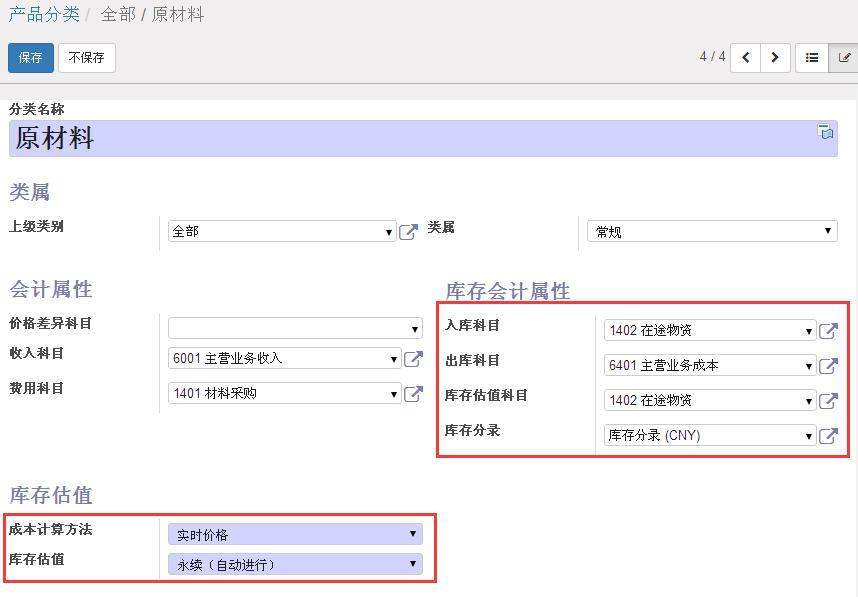 产品分类 / 全部 / 原材料
保存 不保存 4 / 4
分类名称
原材料
类属
上级类别 全部 类属 常规
会计属性
价格差异科目
收入科目 6001 主营业务收入
费用科目 1401 材料采购
库存会计属性
入库科目 1402 在途物资
出库科目 6401 主营业务成本
库存估值科目 1402 在途物资
库存分录 库存分录 (CNY)
库存估值
成本计算方法 实时价格
库存估值 永续（自动进行）